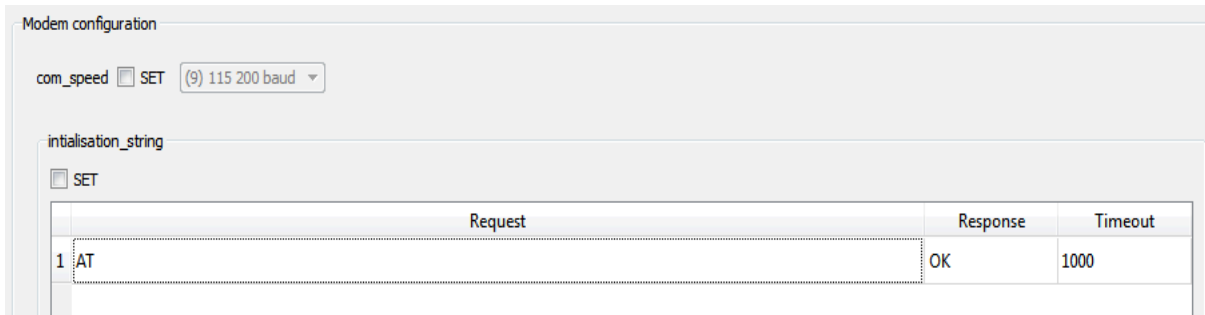 Modem configuration
com_speed SET (9) 115 200 baud
intialisation_string
SET
Request Response Timeout
1 AT OK 1000